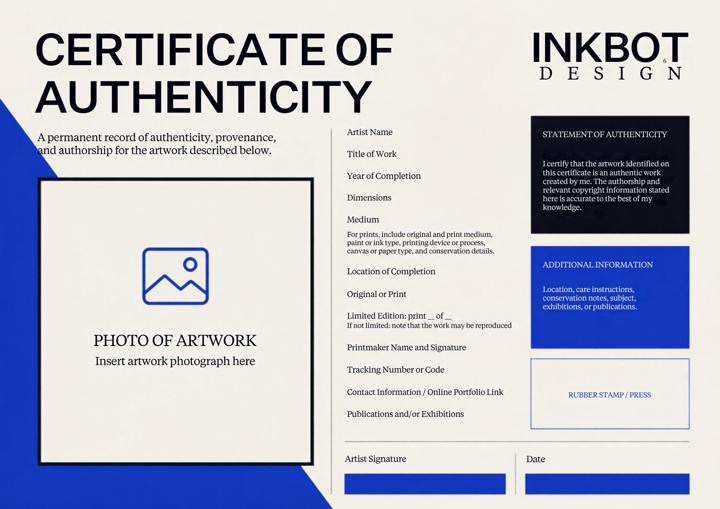 CERTIFICATE OF
AUTHENTICITY
A permanent record of authenticity, provenance,
and authorship for the artwork described below.
PHOTO OF ARTWORK
Insert artwork photograph here
Artist Name
Title of Work
Year of Completion
Dimensions
Medium
For prints, include original and print medium,
paint or ink type, printing device or process,
canvas or paper type, and conservation details.
Location of Completion
Original or Print
Limited Edition: print __ of __
If not limited: note that the work may be reproduced
Printmaker Name and Signature
Tracking Number or Code
Contact Information / Online Portfolio Link
Publications and/or Exhibitions
Artist Signature
Date
INKBOT
DESIGN
STATEMENT OF AUTHENTICITY
I certify that the artwork identified on
this certificate is an authentic work
created by me. The authorship and
relevant copyright information stated
here is accurate to the best of my
knowledge.
ADDITIONAL INFORMATION
Location, care instructions,
conservation notes, subject,
exhibitions, or publications.
RUBBER STAMP / PRESS